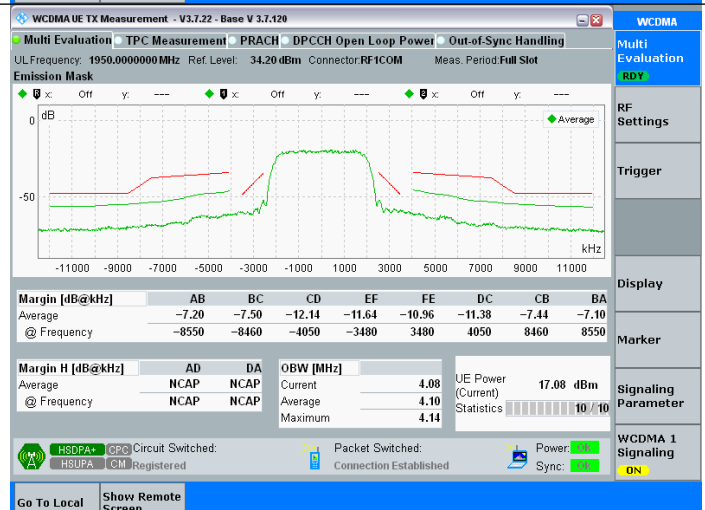 WCDMA UE TX Measurement - V3.7.22 - Base V 3.7.120
WCDMA
Multi Evaluation TPC Measurement PRACH DPCCH Open Loop Power Out-of-Sync Handling
Multi Evaluation
RDY
UL Frequency: 1950.0000000 MHz Ref. Level: 34.20 dBm Connector:RF1COM Meas. Period:Full Slot
Emission Mask
x: Off y: --- x: Off y: --- x: Off y: ---
dB
Average
0
-50
kHz
-11000 -9000 -7000 -5000 -3000 -1000 1000 3000 5000 7000 9000 11000
RF
Settings
Trigger
Display
Marker
Signaling
Parameter
WCDMA 1
Signaling
ON
Margin [dB@kHz] AB BC CD EF FE DC CB BA
Average -7.20 -7.50 -12.14 -11.64 -10.96 -11.38 -7.44 -7.10
@ Frequency -8550 -8460 -4050 -3480 3480 4050 8460 8550
Margin H [dB@kHz] AD DA
Average NCAP NCAP
@ Frequency NCAP NCAP
OBW [MHz]
Current 4.08
Average 4.10
Maximum 4.14
UE Power
(Current) 17.08 dBm
Statistics 10 / 10
HSDPA+ CPC Circuit Switched:
HSUPA CM Registered
Packet Switched:
Connection Established
Power: OK
Sync: OK
Go To Local
Show Remote
Screen